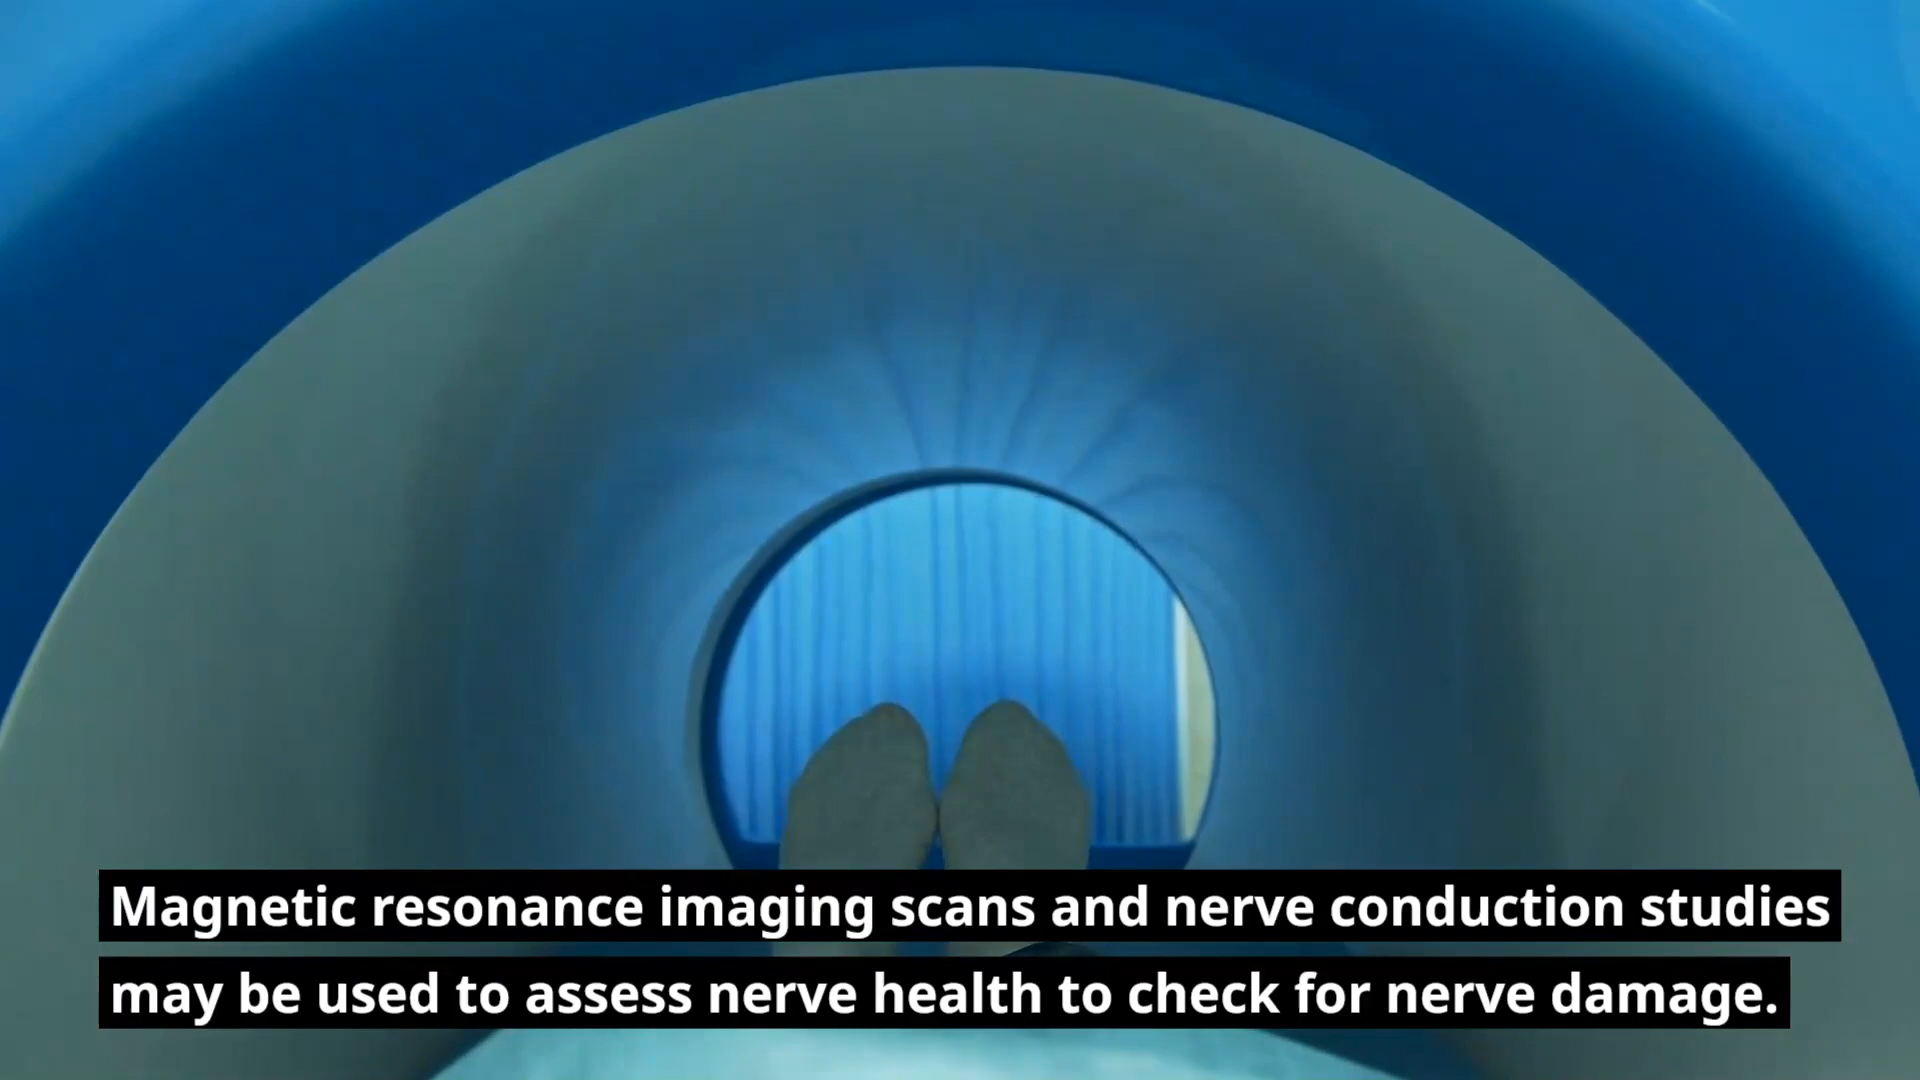 Magnetic resonance imaging scans and nerve conduction studies
may be used to assess nerve health to check for nerve damage.